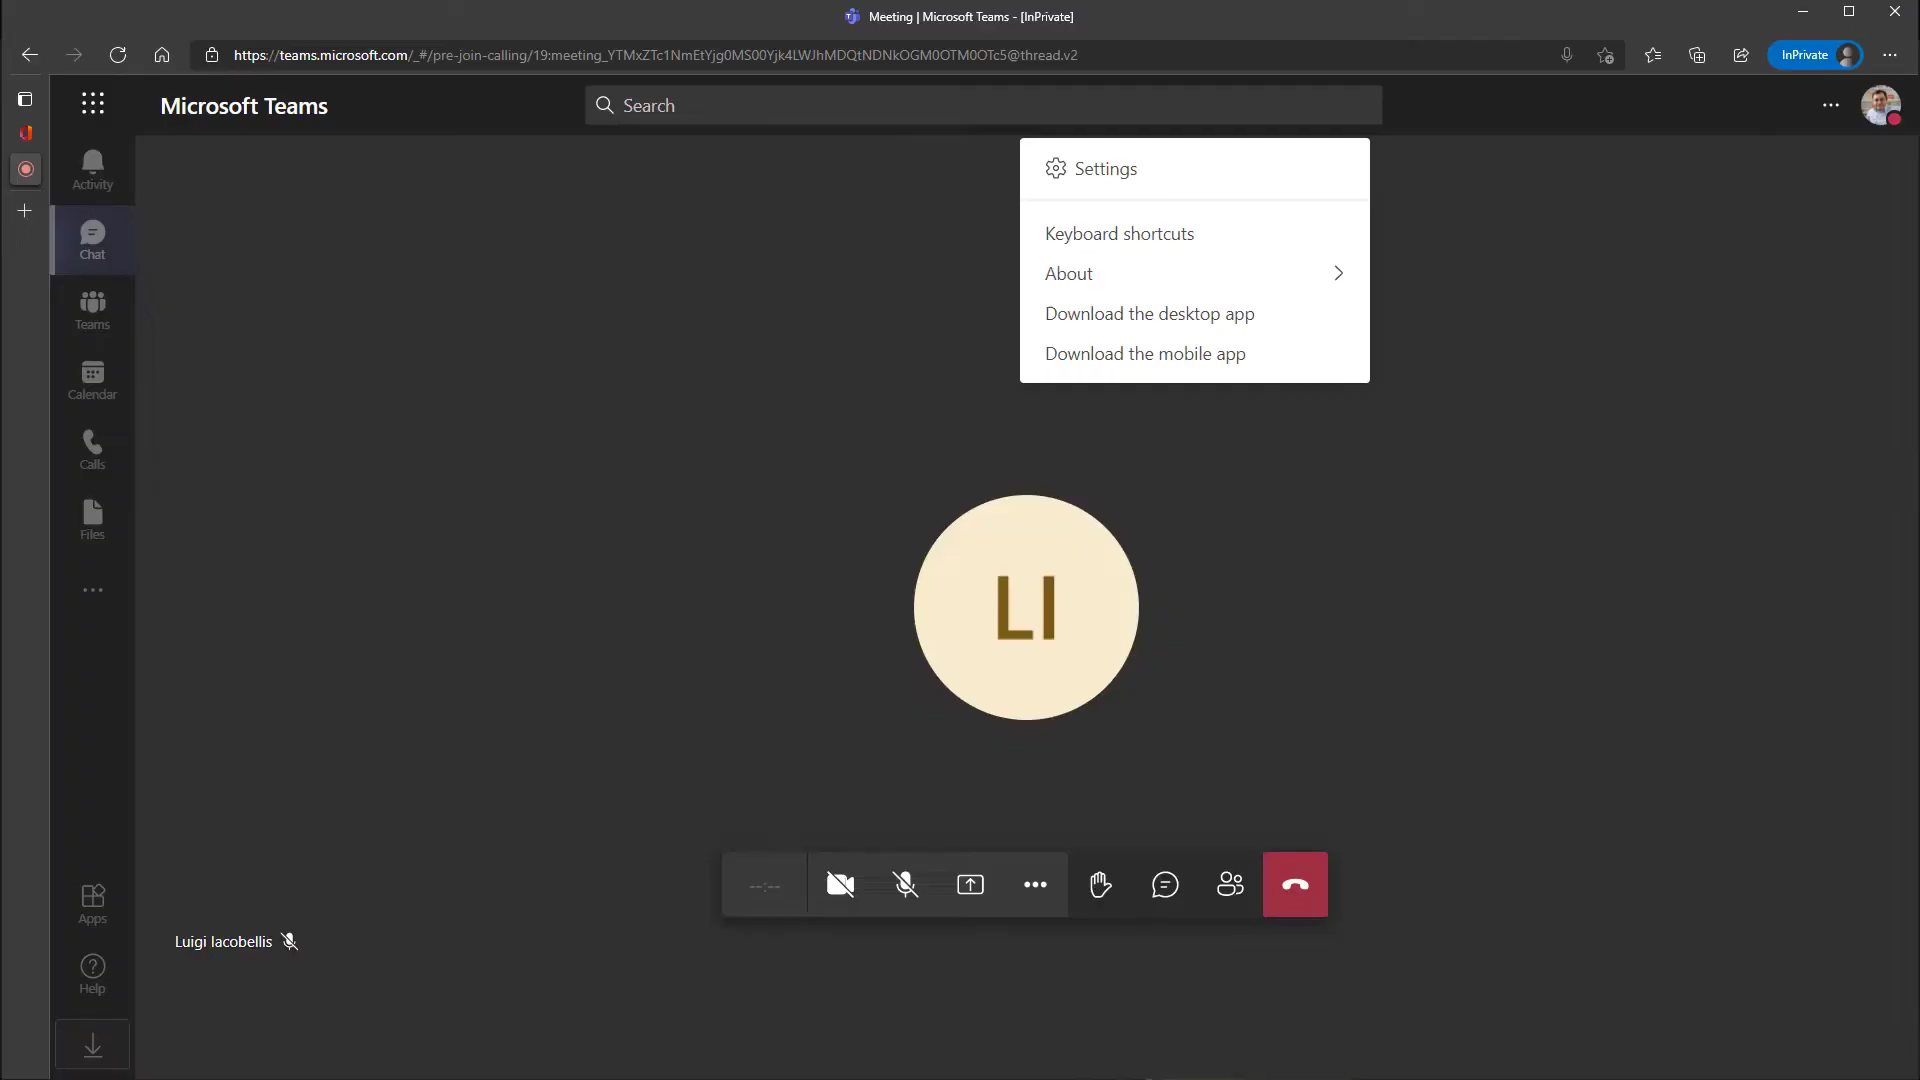 Meeting | Microsoft Teams - [InPrivate]
https://teams.microsoft.com/_#/pre-join-calling/19:meeting_YTMxZTc1NmEtYjg0MS00Yjk4LWJhMDQtNDNkOGM0OTM0OTc5@thread.v2
InPrivate
Microsoft Teams
Search
Activity
Chat
Teams
Calendar
Calls
Files
Apps
Help
Settings
Keyboard shortcuts
About
Download the desktop app
Download the mobile app
LI
--:--
Luigi Iacobellis